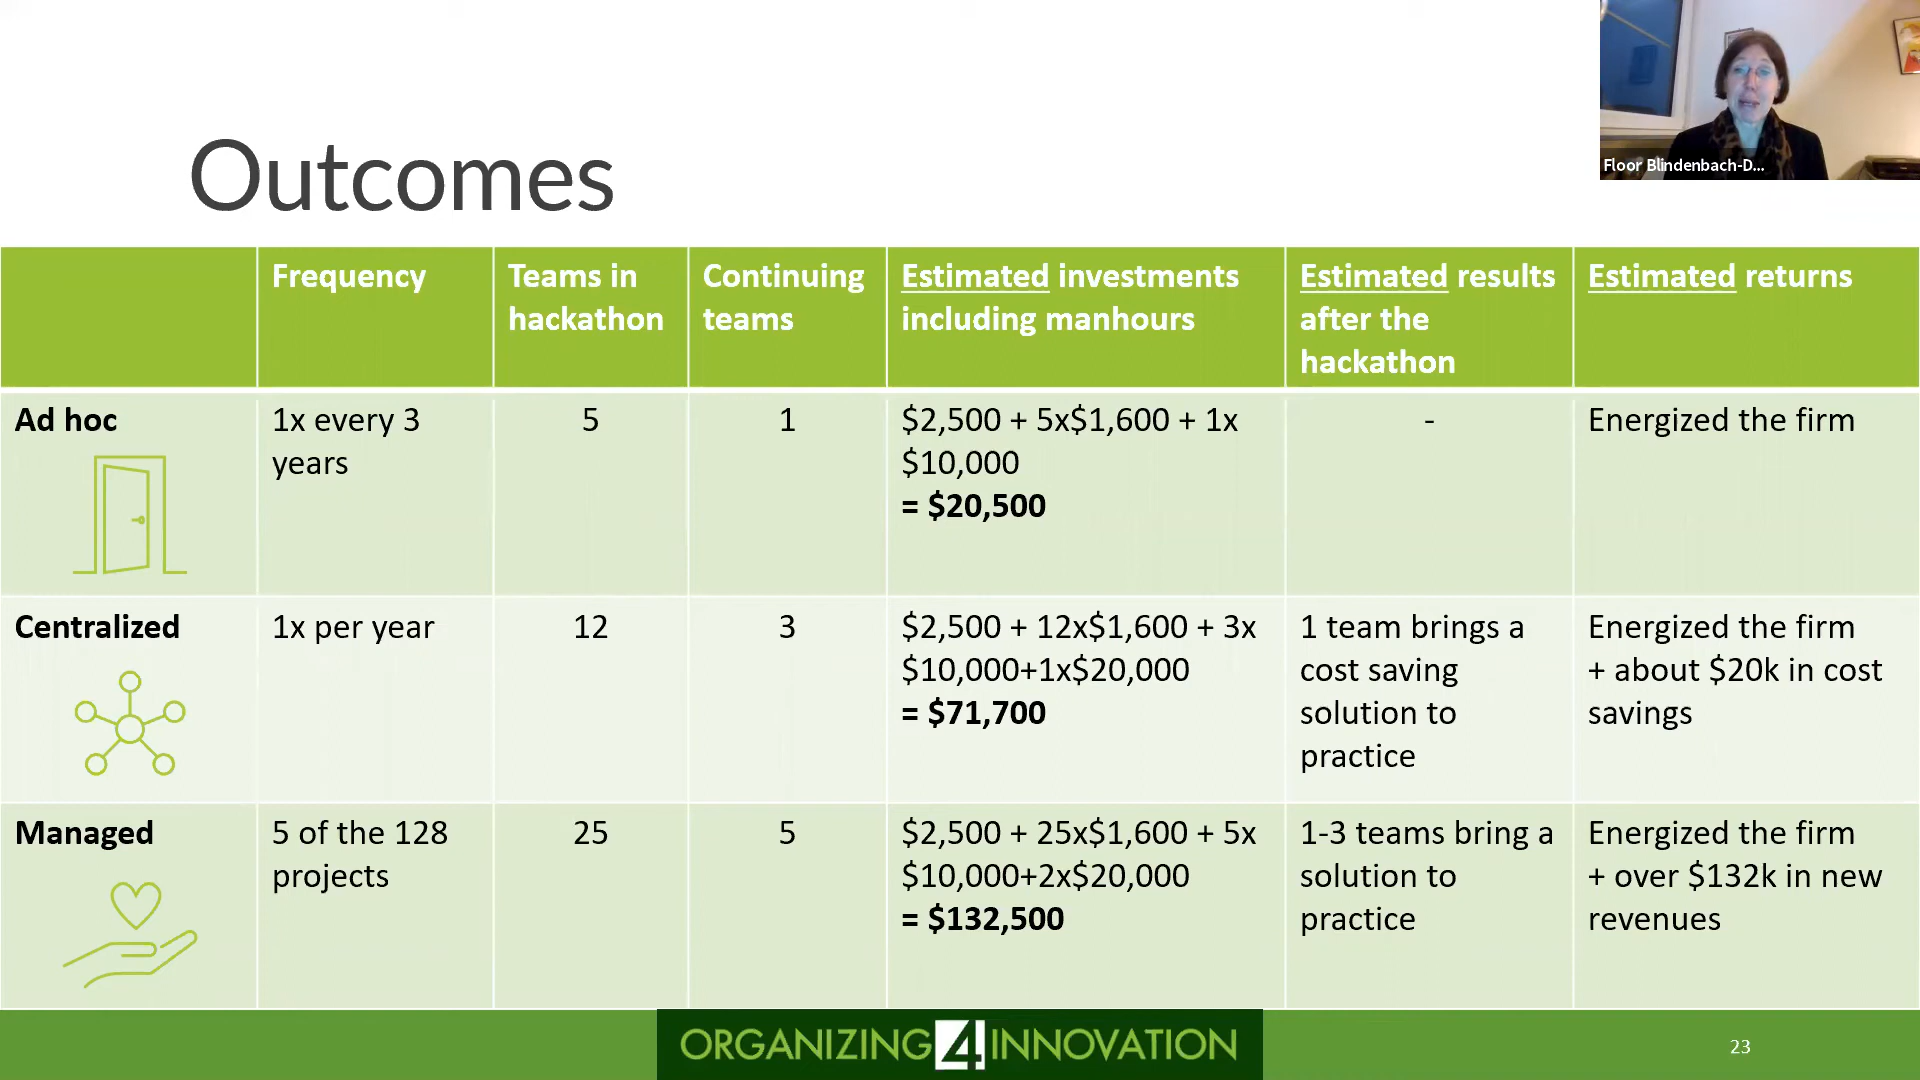 Floor Blindenbach-D...
Outcomes
Frequency
Teams in
hackathon
Continuing
teams
Estimated investments
including manhours
Estimated results
after the
hackathon
Estimated returns
Ad hoc
1x every 3
years
5
1
$2,500 + 5x$1,600 + 1x
$10,000
= $20,500
-
Energized the firm
Centralized
1x per year
12
3
$2,500 + 12x$1,600 + 3x
$10,000+1x$20,000
= $71,700
1 team brings a
cost saving
solution to
practice
Energized the firm
+ about $20k in cost
savings
Managed
5 of the 128
projects
25
5
$2,500 + 25x$1,600 + 5x
$10,000+2x$20,000
= $132,500
1-3 teams bring a
solution to
practice
Energized the firm
+ over $132k in new
revenues
ORGANIZING4INNOVATION
23